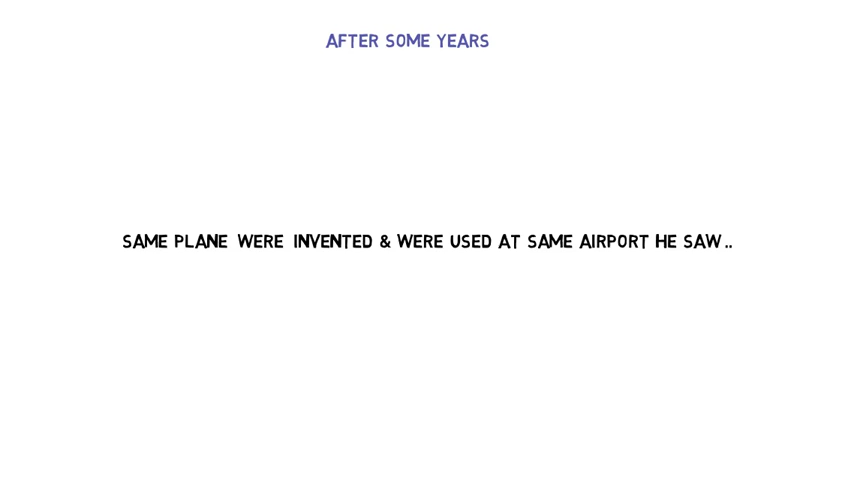 AFTER SOME YEARS
SAME PLANE WERE INVENTED & WERE USED AT SAME AIRPORT HE SAW..